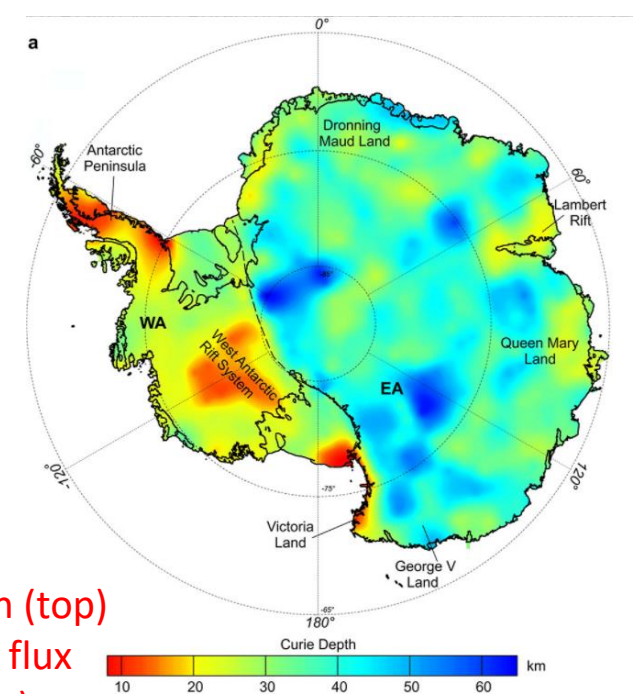 a
0°
Antarctic
Peninsula
-60°
Dronning
Maud Land
60°
Lambert
Rift
-85°
WA
West Antarctic
Rift System
Queen Mary
Land
EA
-120°
120°
-75°
Victoria
Land
George V
Land
-65°
180°
n (top)
flux
Curie Depth
10 20 30 40 50 60 km